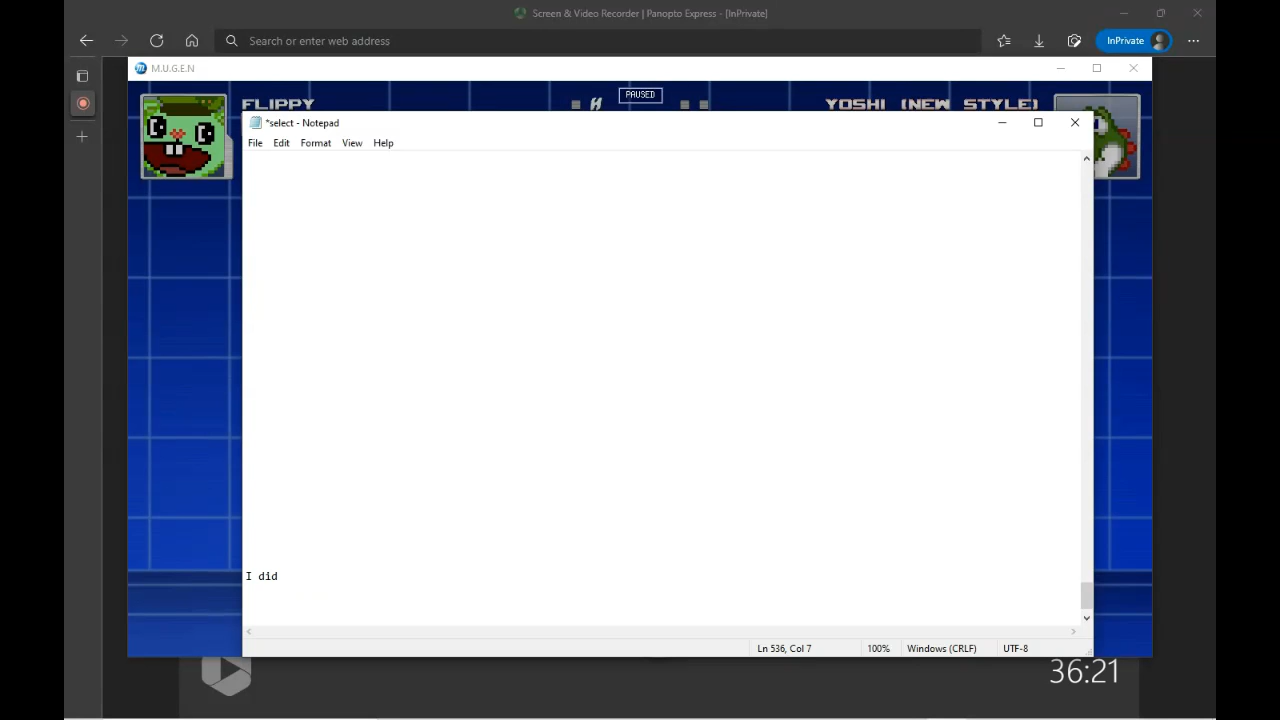 Screen & Video Recorder | Panopto Express - [InPrivate]
Search or enter web address
InPrivate
M.U.G.E.N
FLIPPY
PAUSED
YOSHI (NEW STYLE)
*select - Notepad
File Edit Format View Help
I did
Ln 536, Col 7
100%
Windows (CRLF)
UTF-8
36:21